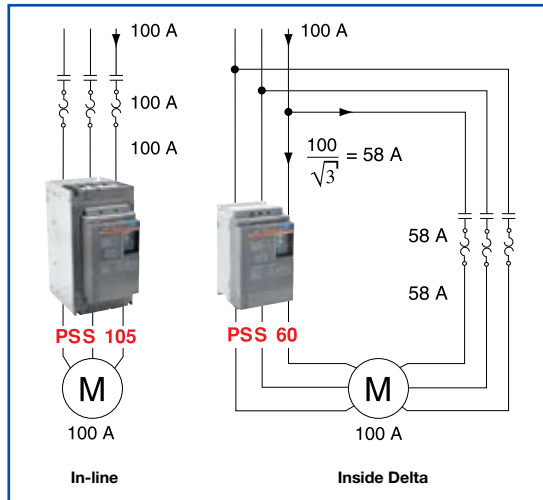 100 A
100 A
100 A
PSS 105
M
100 A
In-line
100 A
100
√3 = 58 A
58 A
58 A
PSS 60
M
100 A
Inside Delta